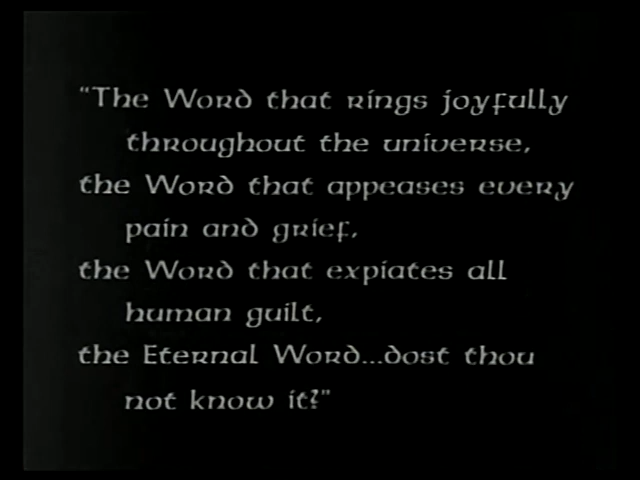 "The Word that rings joyfully
throughout the universe,
the Word that appeases every
pain and grief,
the Word that expiates all
human guilt,
the Eternal Word...dost thou
not know it?"